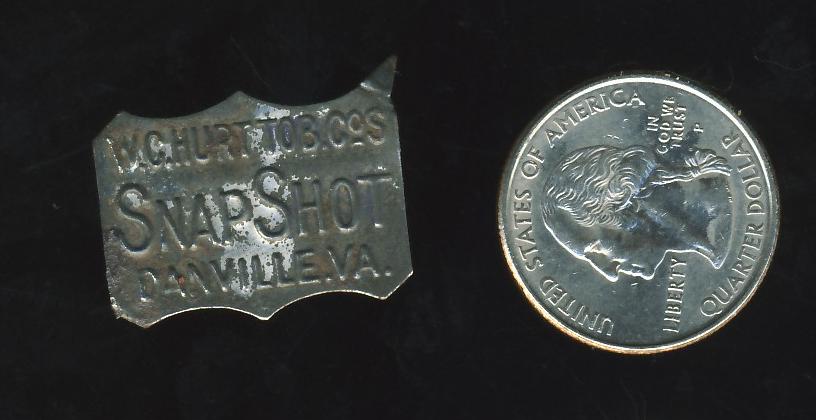 W.C.HURT TOB.CO'S
SNAPSHOT
DANVILLE.VA.
UNITED STATES OF AMERICA
IN
GOD WE
TRUST
P
LIBERTY
QUARTER DOLLAR